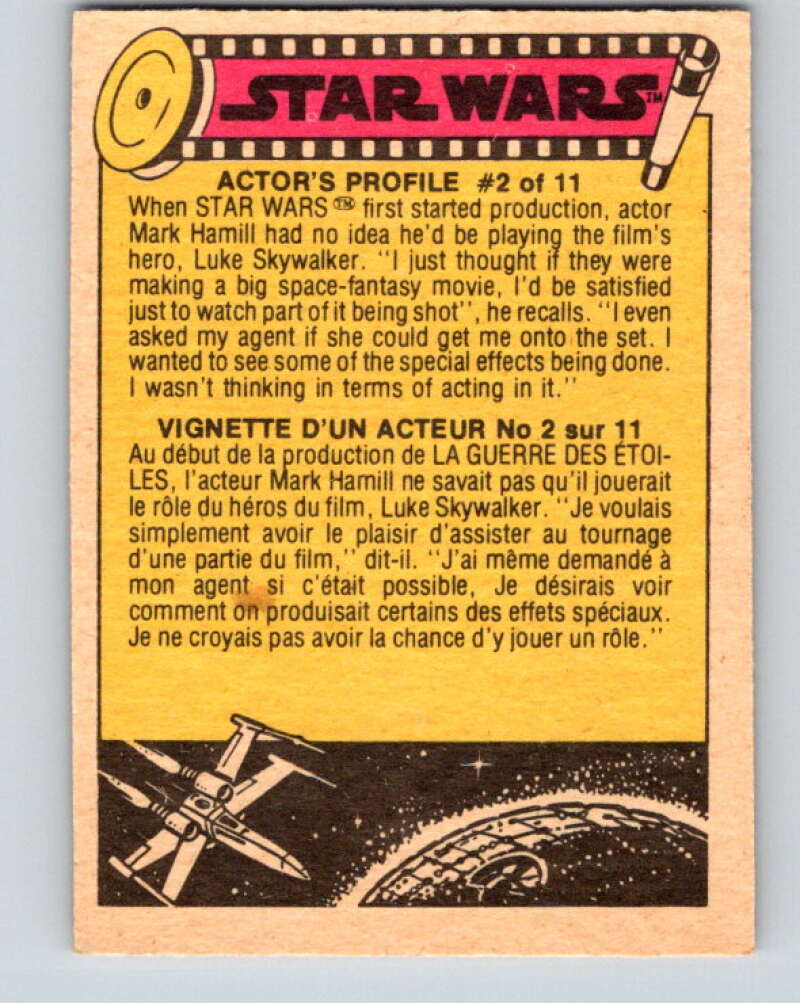 STAR WARS™
ACTOR'S PROFILE #2 of 11
When STAR WARS™ first started production, actor
Mark Hamill had no idea he'd be playing the film's
hero, Luke Skywalker. "I just thought if they were
making a big space-fantasy movie, I'd be satisfied
just to watch part of it being shot", he recalls. "I even
asked my agent if she could get me onto the set. I
wanted to see some of the special effects being done.
I wasn't thinking in terms of acting in it."
VIGNETTE D'UN ACTEUR No 2 sur 11
Au début de la production de LA GUERRE DES ÉTOI-
LES, l'acteur Mark Hamill ne savait pas qu'il jouerait
le rôle du héros du film, Luke Skywalker. "Je voulais
simplement avoir le plaisir d'assister au tournage
d'une partie du film," dit-il. "J'ai même demandé à
mon agent si c'était possible, Je désirais voir
comment on produisait certains des effets spéciaux.
Je ne croyais pas avoir la chance d'y jouer un rôle."